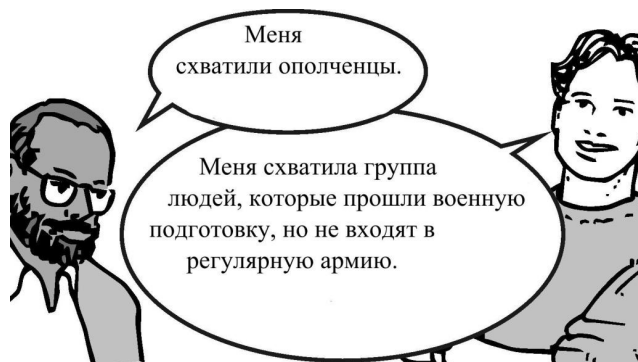 Меня
схватили ополченцы.
Меня схватила группа
людей, которые прошли военную
подготовку, но не входят в
регулярную армию.